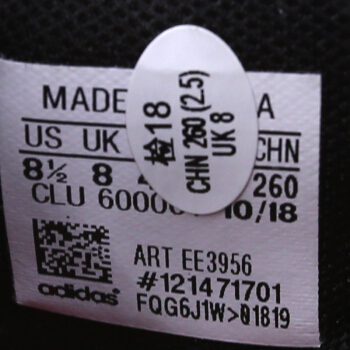 MADE A
US UK CHN
8½ 8 260
CLU 60000 10/18
检18
CHN 260 (2.5)
UK 8
ART EE3956
#121471701
adidas
FQG6J1W>01819